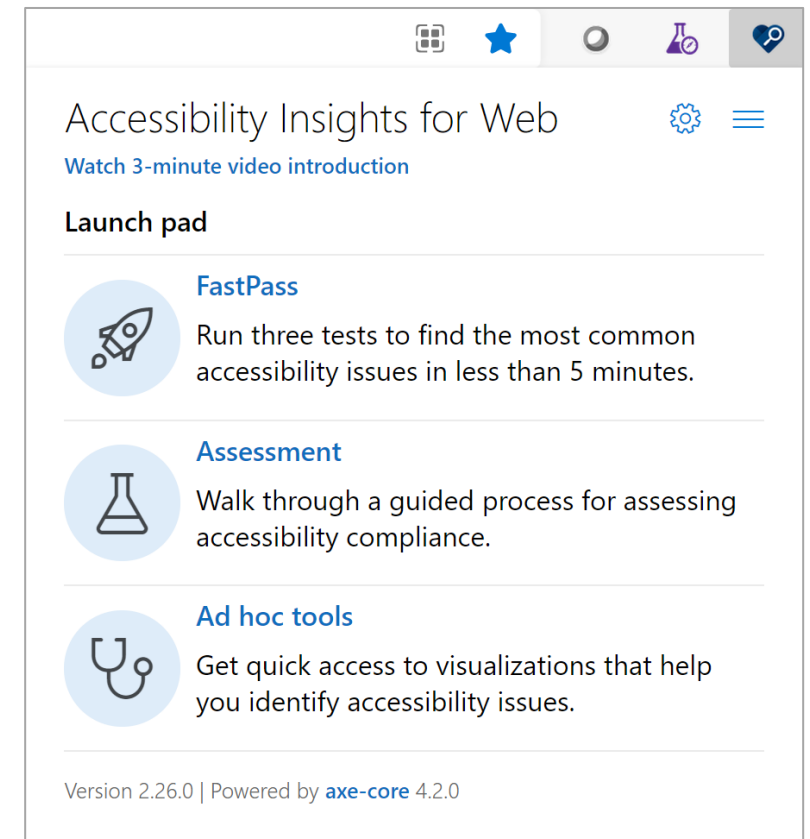 Accessibility Insights for Web
Watch 3-minute video introduction
Launch pad
FastPass
Run three tests to find the most common
accessibility issues in less than 5 minutes.
Assessment
Walk through a guided process for assessing
accessibility compliance.
Ad hoc tools
Get quick access to visualizations that help
you identify accessibility issues.
Version 2.26.0 | Powered by axe-core 4.2.0